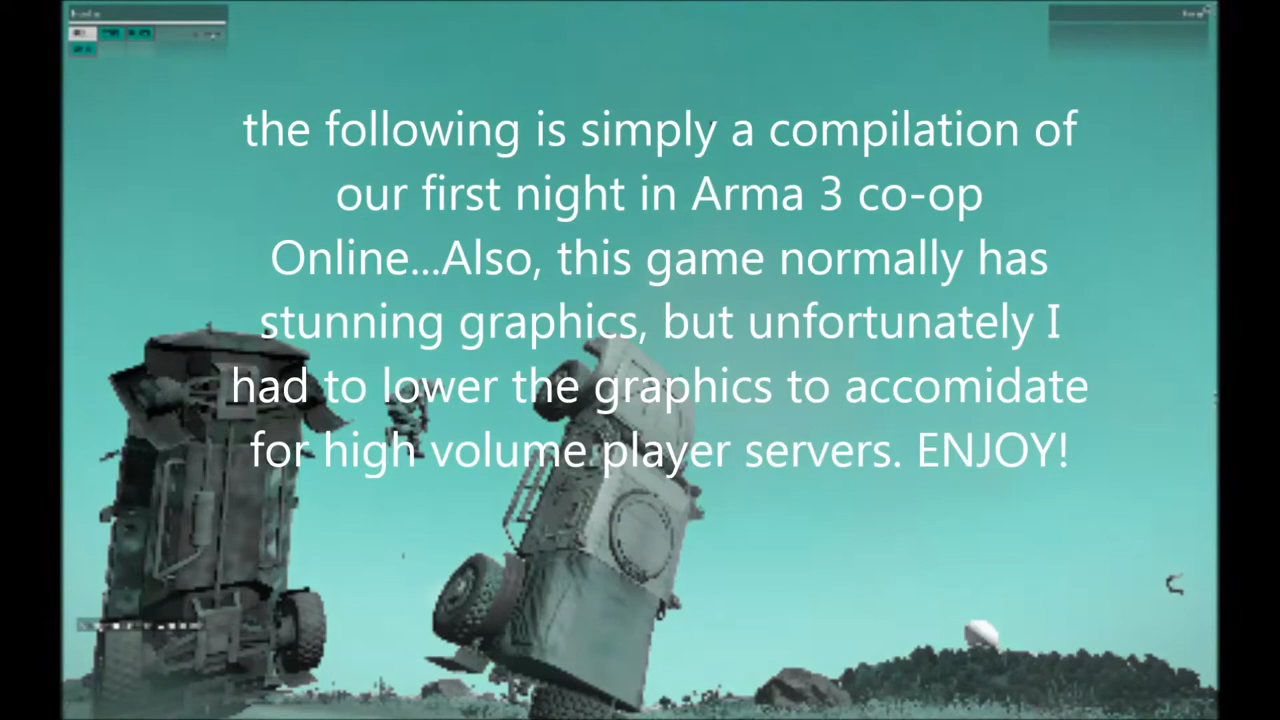 the following is simply a compilation of
our first night in Arma 3 co-op
Online...Also, this game normally has
stunning graphics, but unfortunately I
had to lower the graphics to accomidate
for high volume player servers. ENJOY!